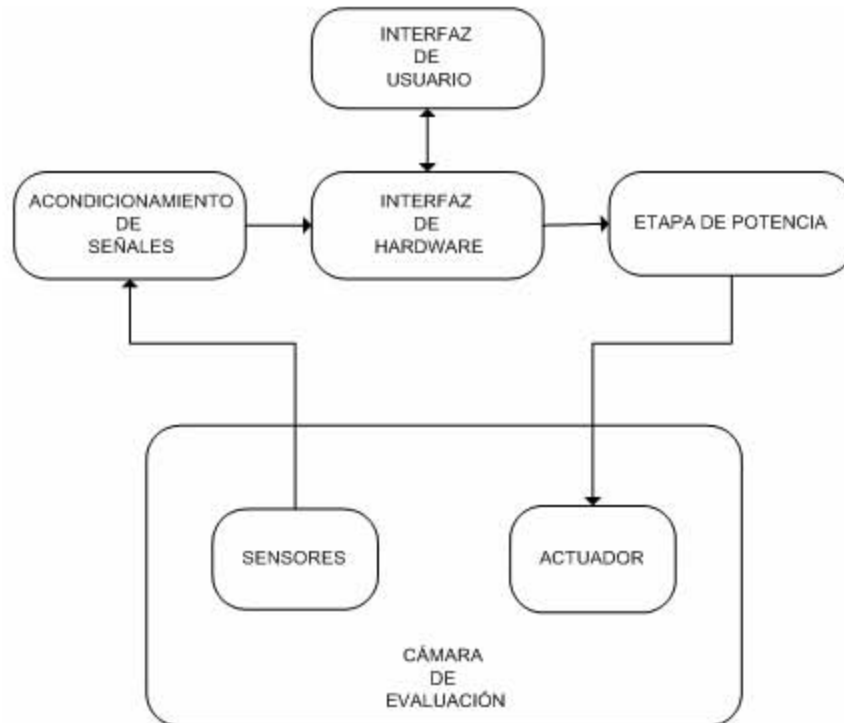 INTERFAZ
DE
USUARIO
ACONDICIONAMIENTO
DE
SEÑALES
INTERFAZ
DE
HARDWARE
ETAPA DE POTENCIA
SENSORES
ACTUADOR
CÁMARA
DE
EVALUACIÓN